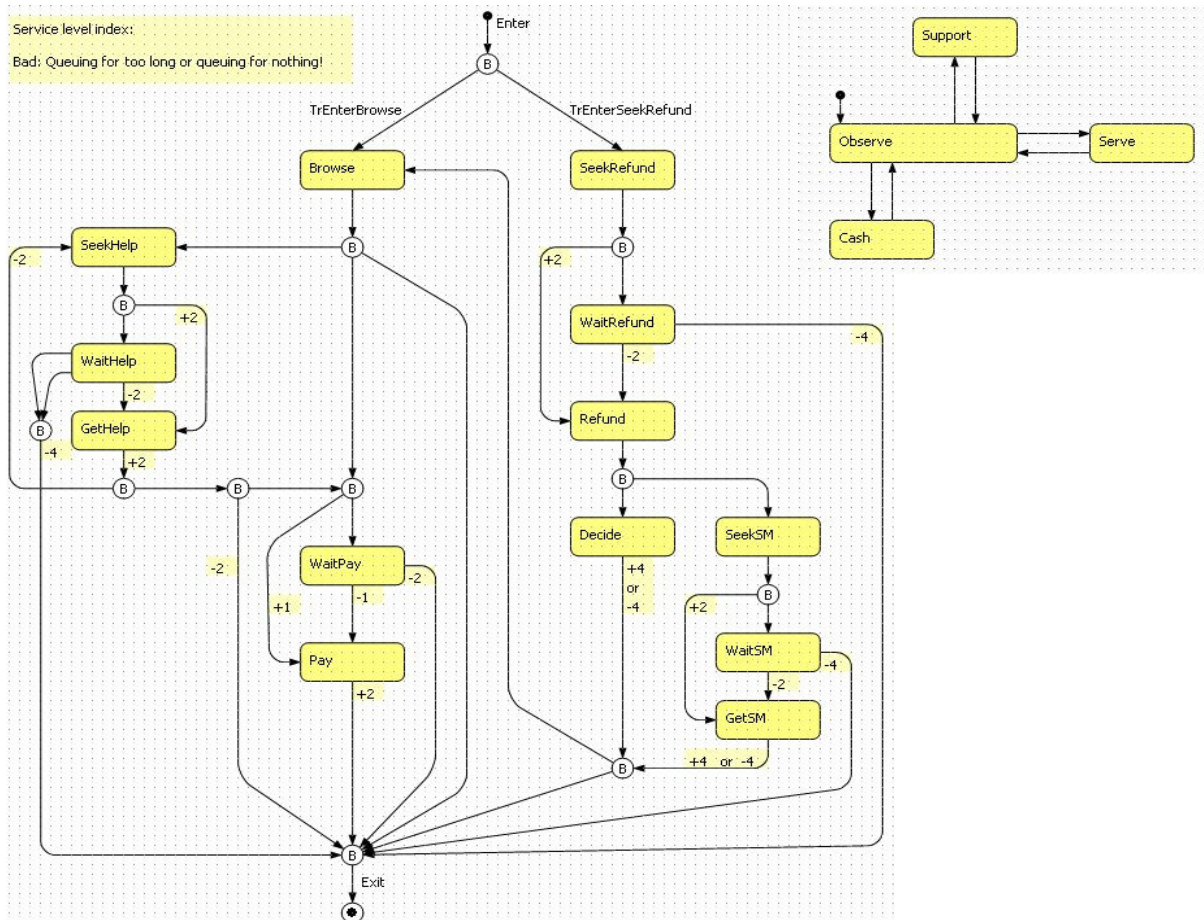 Service level index:
Bad: Queuing for too long or queuing for nothing!
Enter
B
TrEnterBrowse
TrEnterSeekRefund
Browse
SeekRefund
SeekHelp
B
B
-2
+2
B
+2
WaitHelp
WaitRefund
-4
-2
-2
B
GetHelp
Refund
-4
+2
B
B
B
B
Decide
SeekSM
-2
WaitPay
-2
+4
or
-4
-1
+1
B
+2
Pay
WaitSM
-4
+2
-2
GetSM
+4 or -4
B
B
Exit
Support
Observe
Serve
Cash